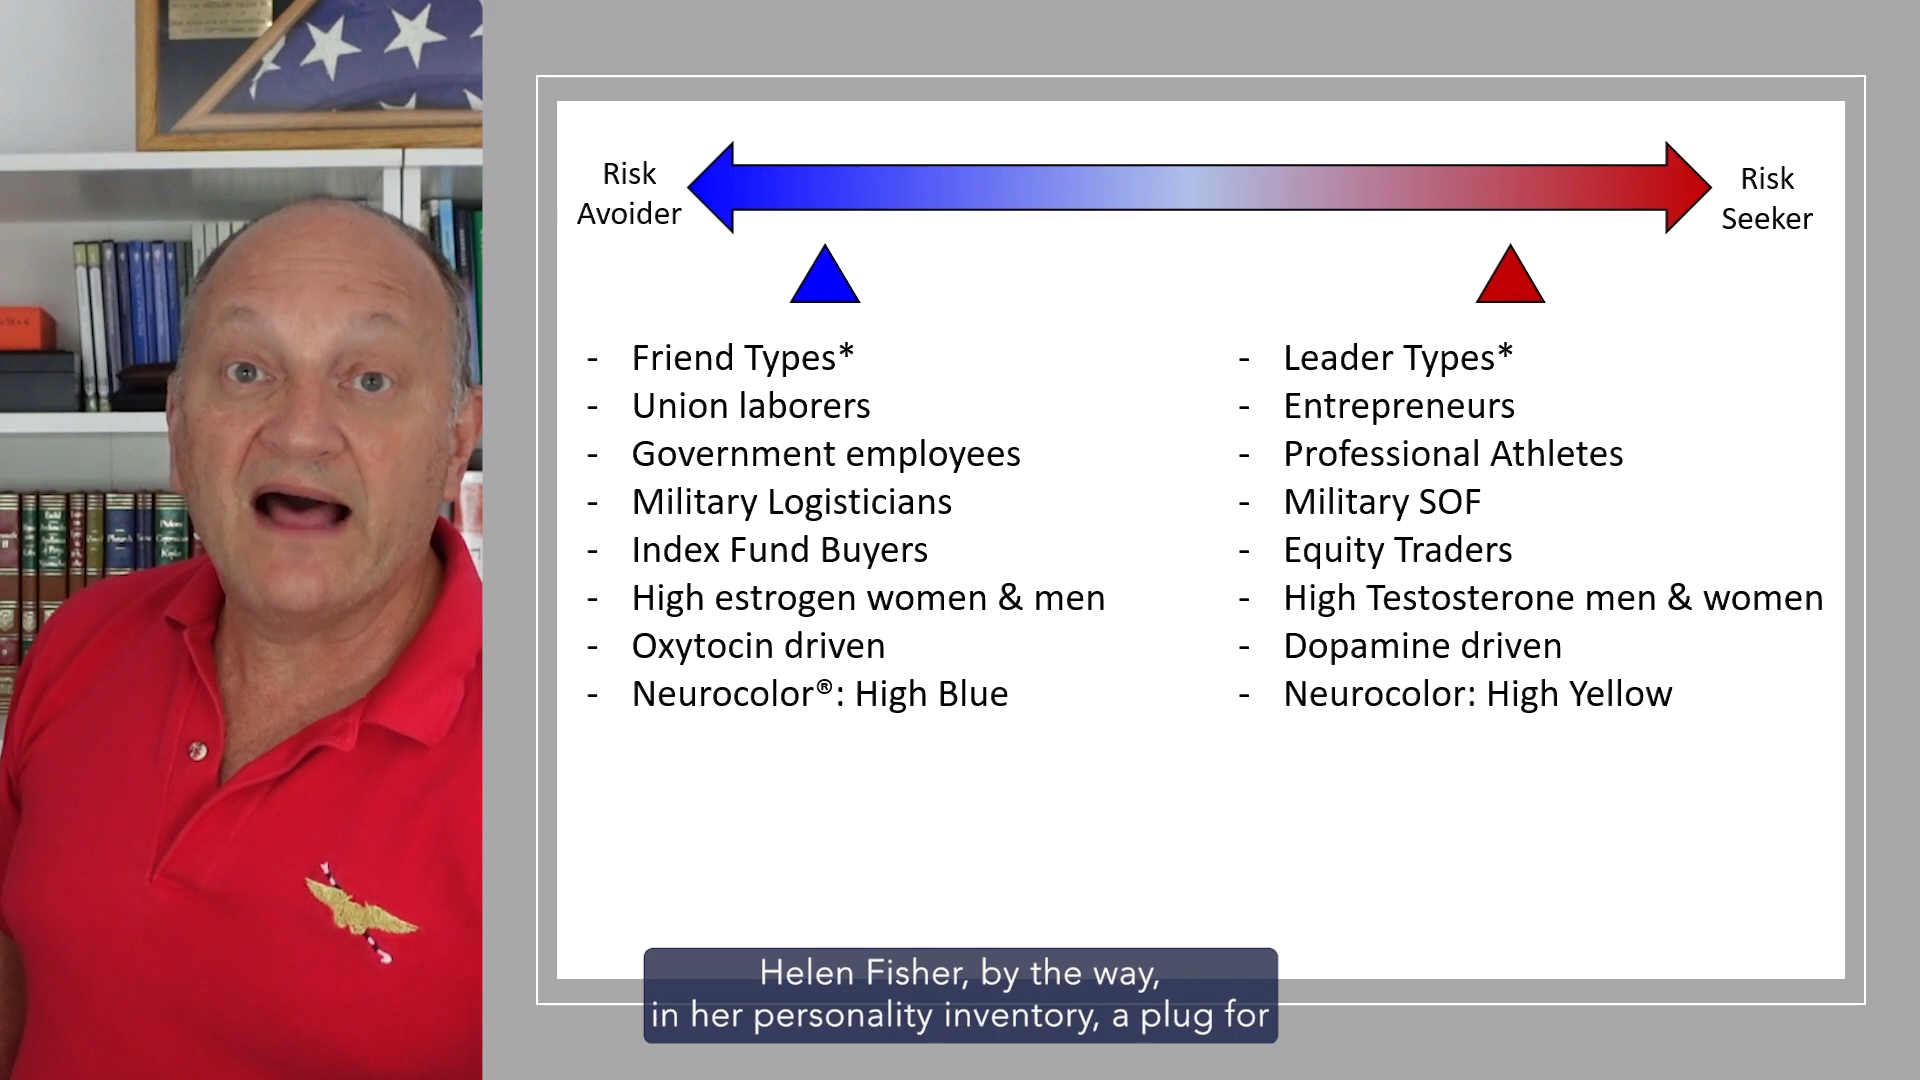 Risk
Avoider
Risk
Seeker
- Friend Types*
- Union laborers
- Government employees
- Military Logisticians
- Index Fund Buyers
- High estrogen women & men
- Oxytocin driven
- Neurocolor®: High Blue
- Leader Types*
- Entrepreneurs
- Professional Athletes
- Military SOF
- Equity Traders
- High Testosterone men & women
- Dopamine driven
- Neurocolor: High Yellow
Helen Fisher, by the way,
in her personality inventory, a plug for